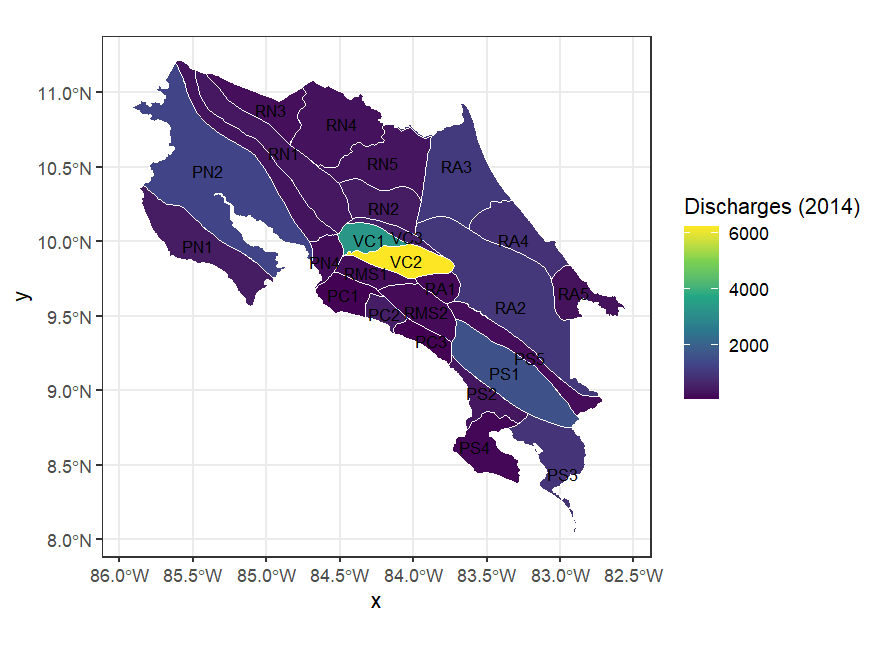 11.0°N
10.5°N
10.0°N
9.5°N
9.0°N
8.5°N
8.0°N
y
RN3
RN4
RN1
RN5
RA3
PN2
RN2
VC1
VC3
RA4
PN1
RN4
VC2
RMS1
RA1
RA5
PC1
PC2
RMS2
RA2
PC3
PS5
PS1
PS2
PS4
PS3
86.0°W
85.5°W
85.0°W
84.5°W
84.0°W
83.5°W
83.0°W
82.5°W
x
Discharges (2014)
6000
4000
2000